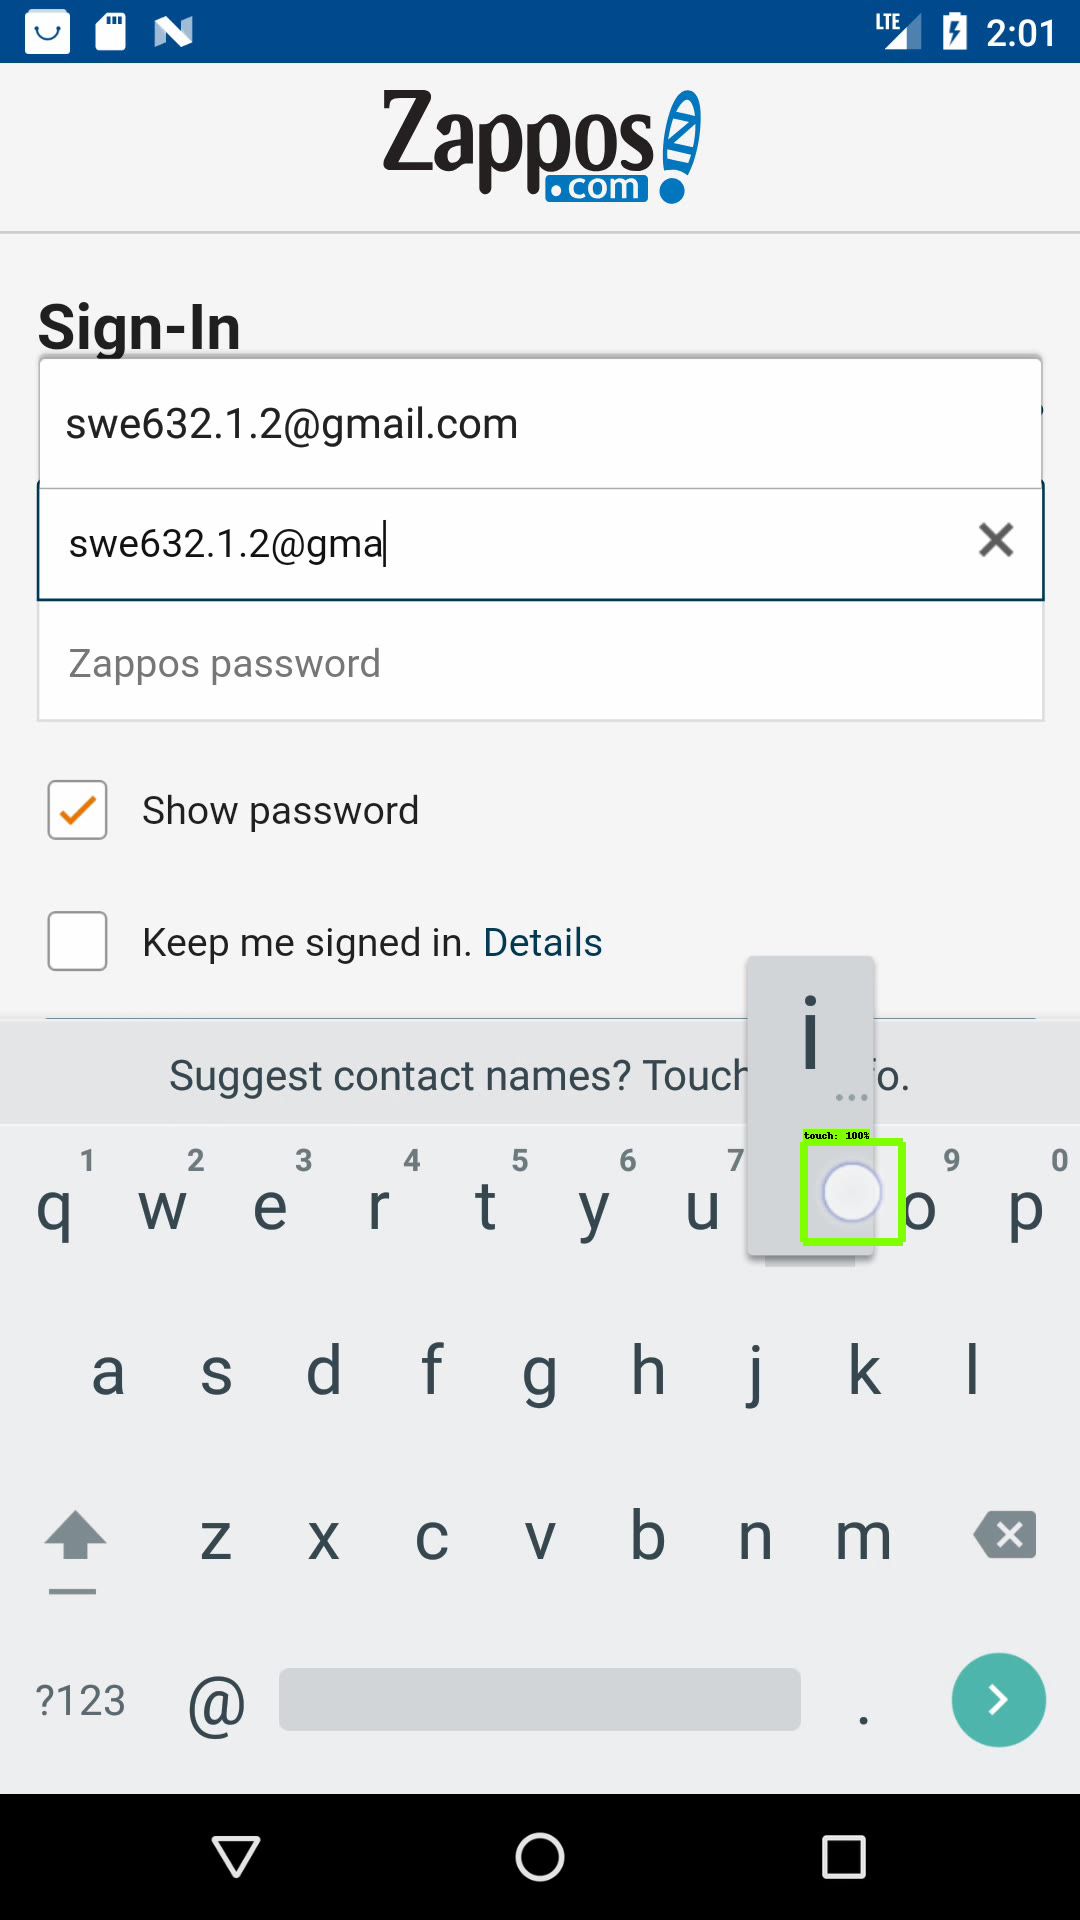 LTE 2:01
Zappos
.com
Sign-In
swe632.1.2@gmail.com
swe632.1.2@gma
Zappos password
Show password
Keep me signed in. Details
i
Suggest contact names? Touch fo.
...
touch: 100%
1 2 3 4 5 6 7 9 0
q w e r t y u o p
a s d f g h j k l
z x c v b n m
?123 @ .